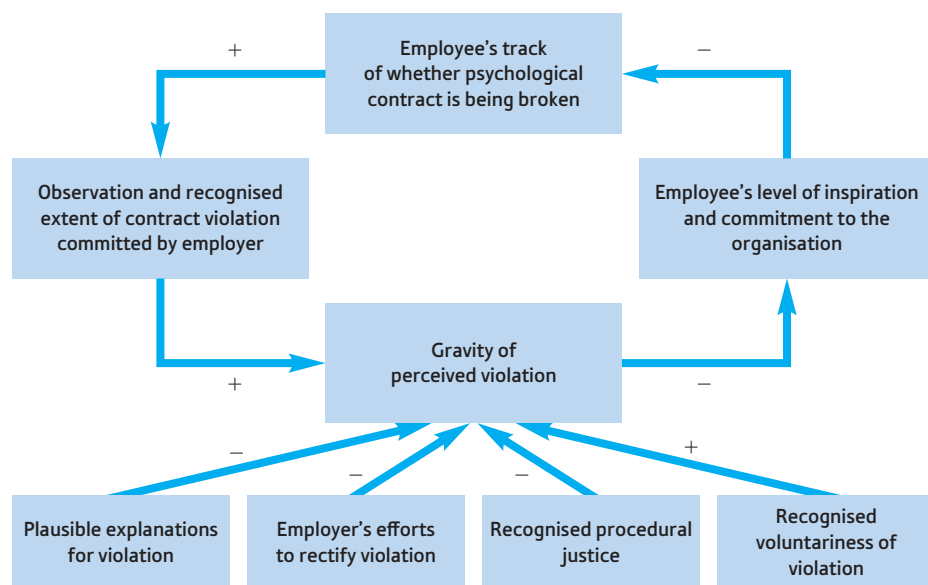 +
Employee's track
of whether psychological
contract is being broken
−
Observation and recognised
extent of contract violation
committed by employer
Employee's level of inspiration
and commitment to the
organisation
Gravity of
perceived violation
+
−
−
−
−
+
Plausible explanations
for violation
Employer's efforts
to rectify violation
Recognised procedural
justice
Recognised
voluntariness of
violation